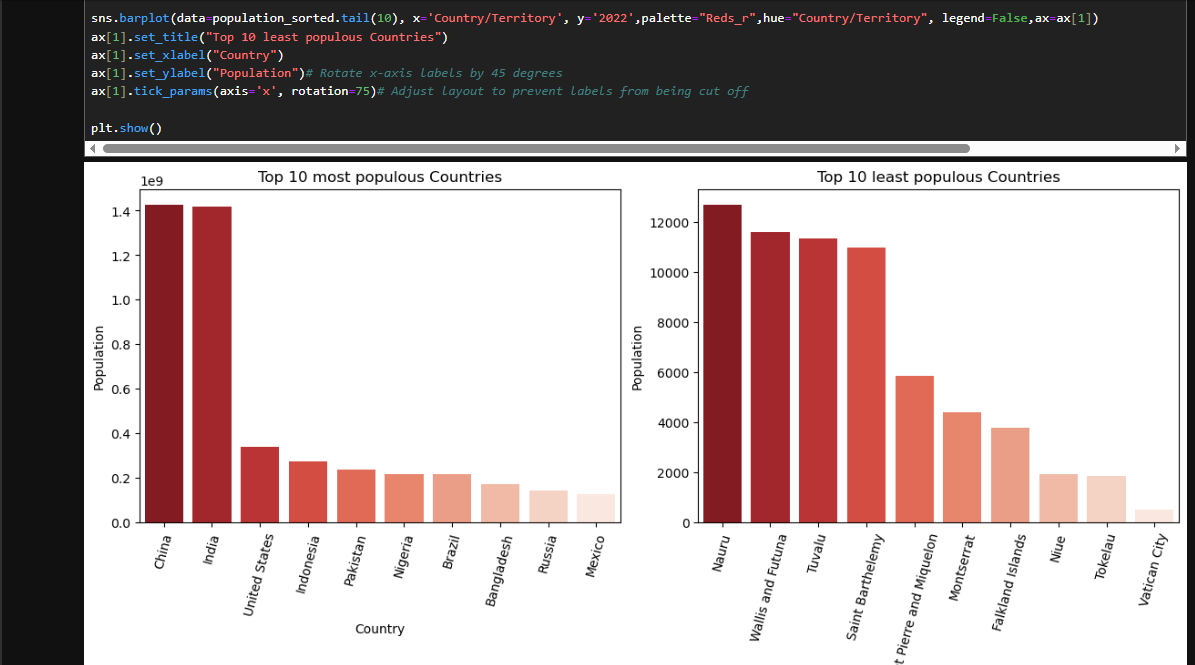 sns.barplot(data=population_sorted.tail(10), x='Country/Territory', y='2022',palette="Reds_r",hue="Country/Territory", legend=False,ax=ax[1])
ax[1].set_title("Top 10 least populous Countries")
ax[1].set_xlabel("Country")
ax[1].set_ylabel("Population")# Rotate x-axis labels by 45 degrees
ax[1].tick_params(axis='x', rotation=75)# Adjust layout to prevent labels from being cut off
plt.show()
Top 10 most populous Countries
1e9
1.4
1.2
1.0
0.8
0.6
0.4
0.2
0.0
Population
China
India
United States
Indonesia
Pakistan
Nigeria
Brazil
Bangladesh
Russia
Mexico
Country
Top 10 least populous Countries
12000
10000
8000
6000
4000
2000
0
Population
Nauru
Wallis and Futuna
Tuvalu
Saint Barthelemy
t Pierre and Miquelon
Montserrat
Falkland Islands
Niue
Tokelau
Vatican City